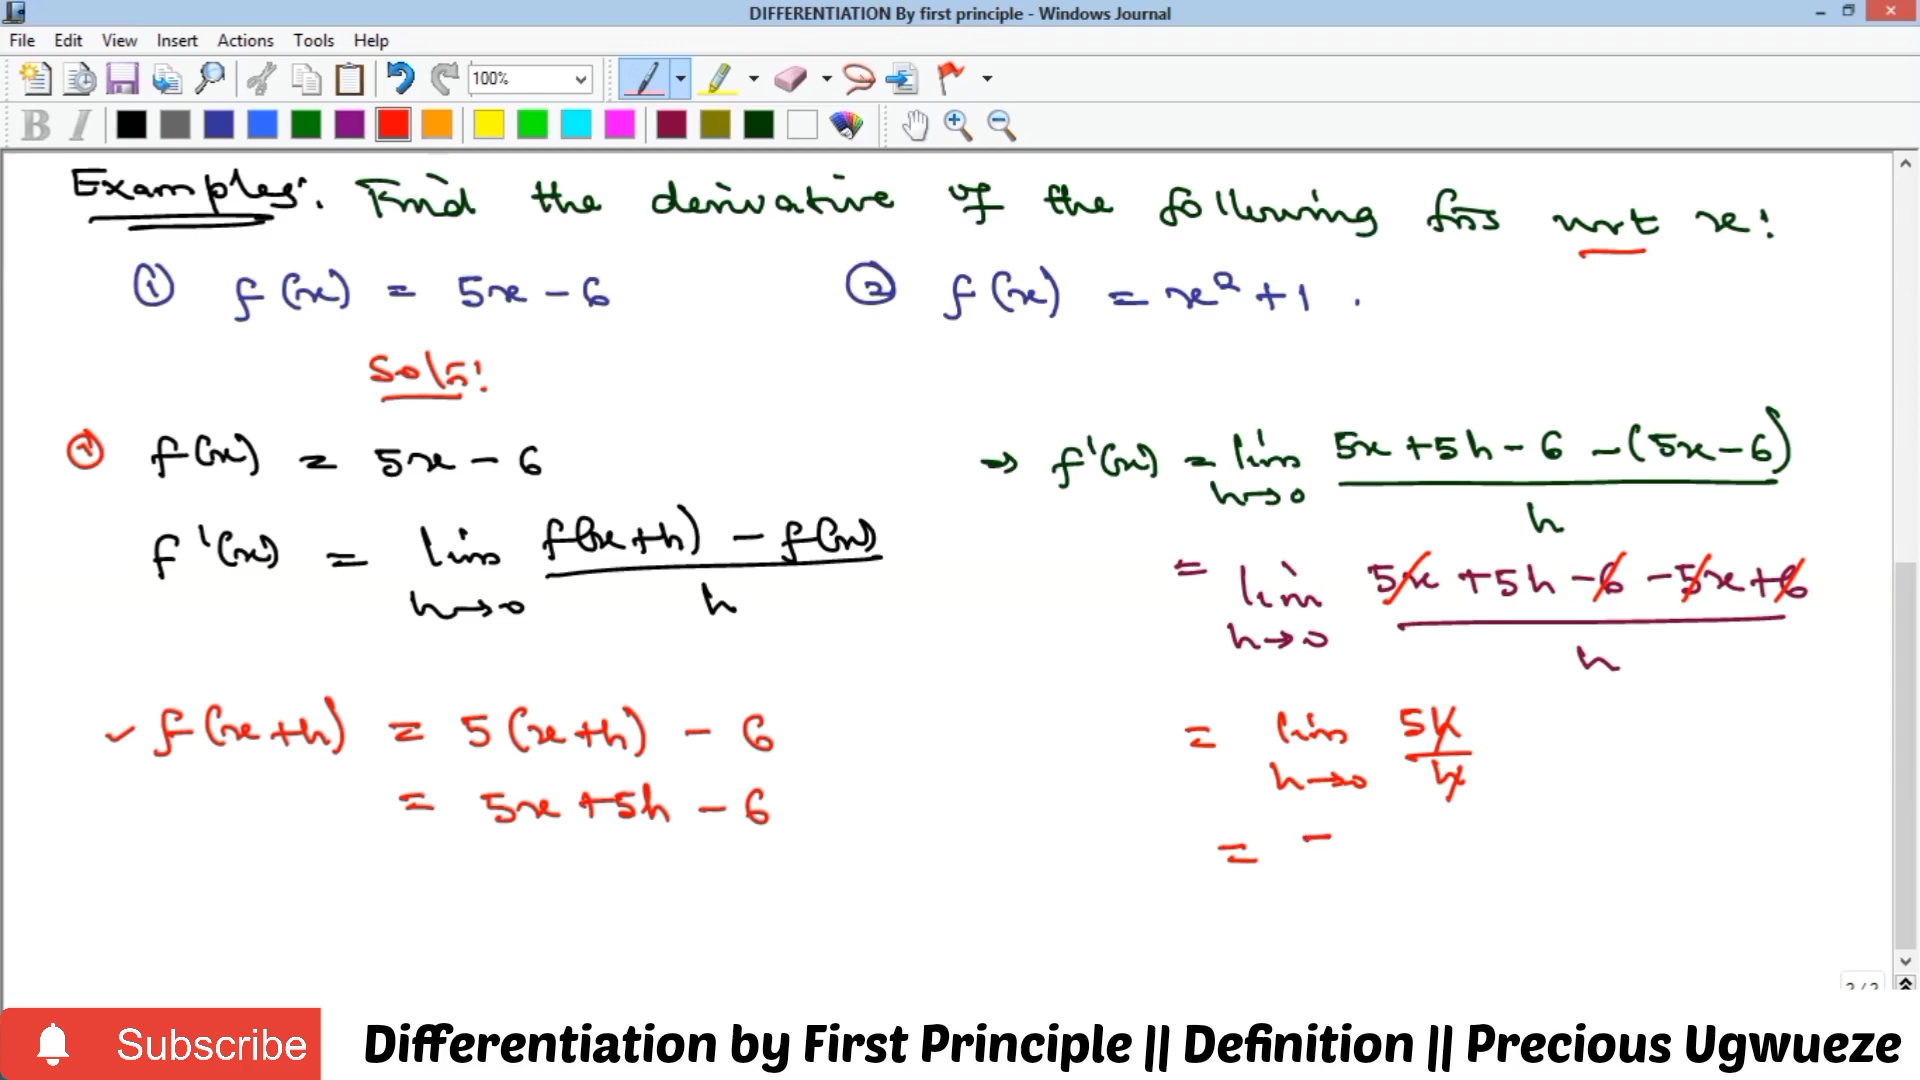 DIFFERENTIATION By first principle - Windows Journal
File Edit View Insert Actions Tools Help
100%
B I
Examples: Find the derivative of the following fns wrt x:
① f(x) = 5x - 6 ② f(x) = x² + 1 .
Soln:
① f(x) = 5x - 6
f'(x) = lim h→0 (f(x+h) - f(x)) / h
✓ f(x+h) = 5(x+h) - 6
= 5x + 5h - 6
⇒ f'(x) = lim h→0 (5x + 5h - 6 - (5x - 6)) / h
= lim h→0 (5x + 5h - 6 - 5x + 6) / h
= lim h→0 5h / h
=
Subscribe
Differentiation by First Principle || Definition || Precious Ugwueze